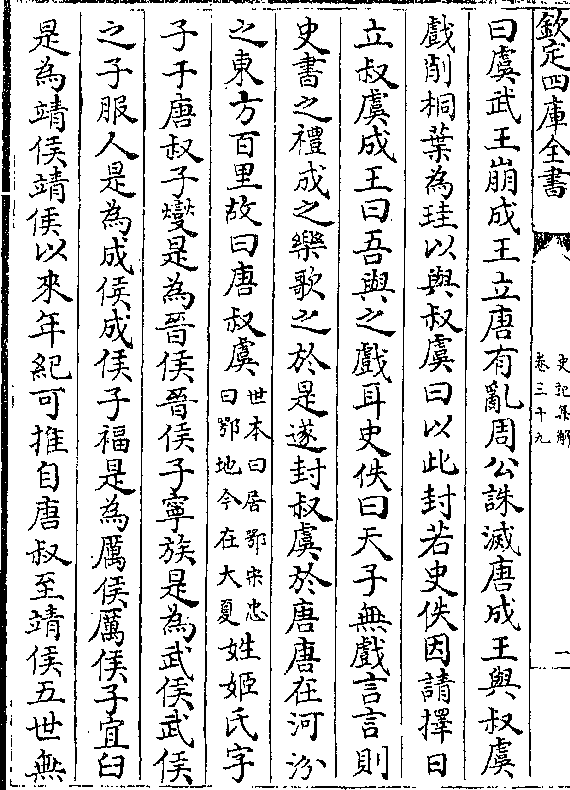 欽定四庫全書
史記集解
卷三十九
一
曰虞武王崩成王立唐有亂周公誅滅唐成王與叔虞
戲削桐葉為珪以與叔虞曰以此封若史佚因請擇日
立叔虞成王曰吾與之戲耳史佚曰天子無戲言言則
史書之禮成之樂歌之於是遂封叔虞於唐唐在河汾
之東方百里故曰唐叔虞世本曰居鄂宋忠曰鄂地今在大夏姓姬氏字
子于唐叔子燮是為晉侯晉侯子寧族是為武侯武侯
之子服人是為成侯成侯子福是為厲侯厲侯子宜臼
是為靖侯靖侯以來年紀可推自唐叔至靖侯五世無